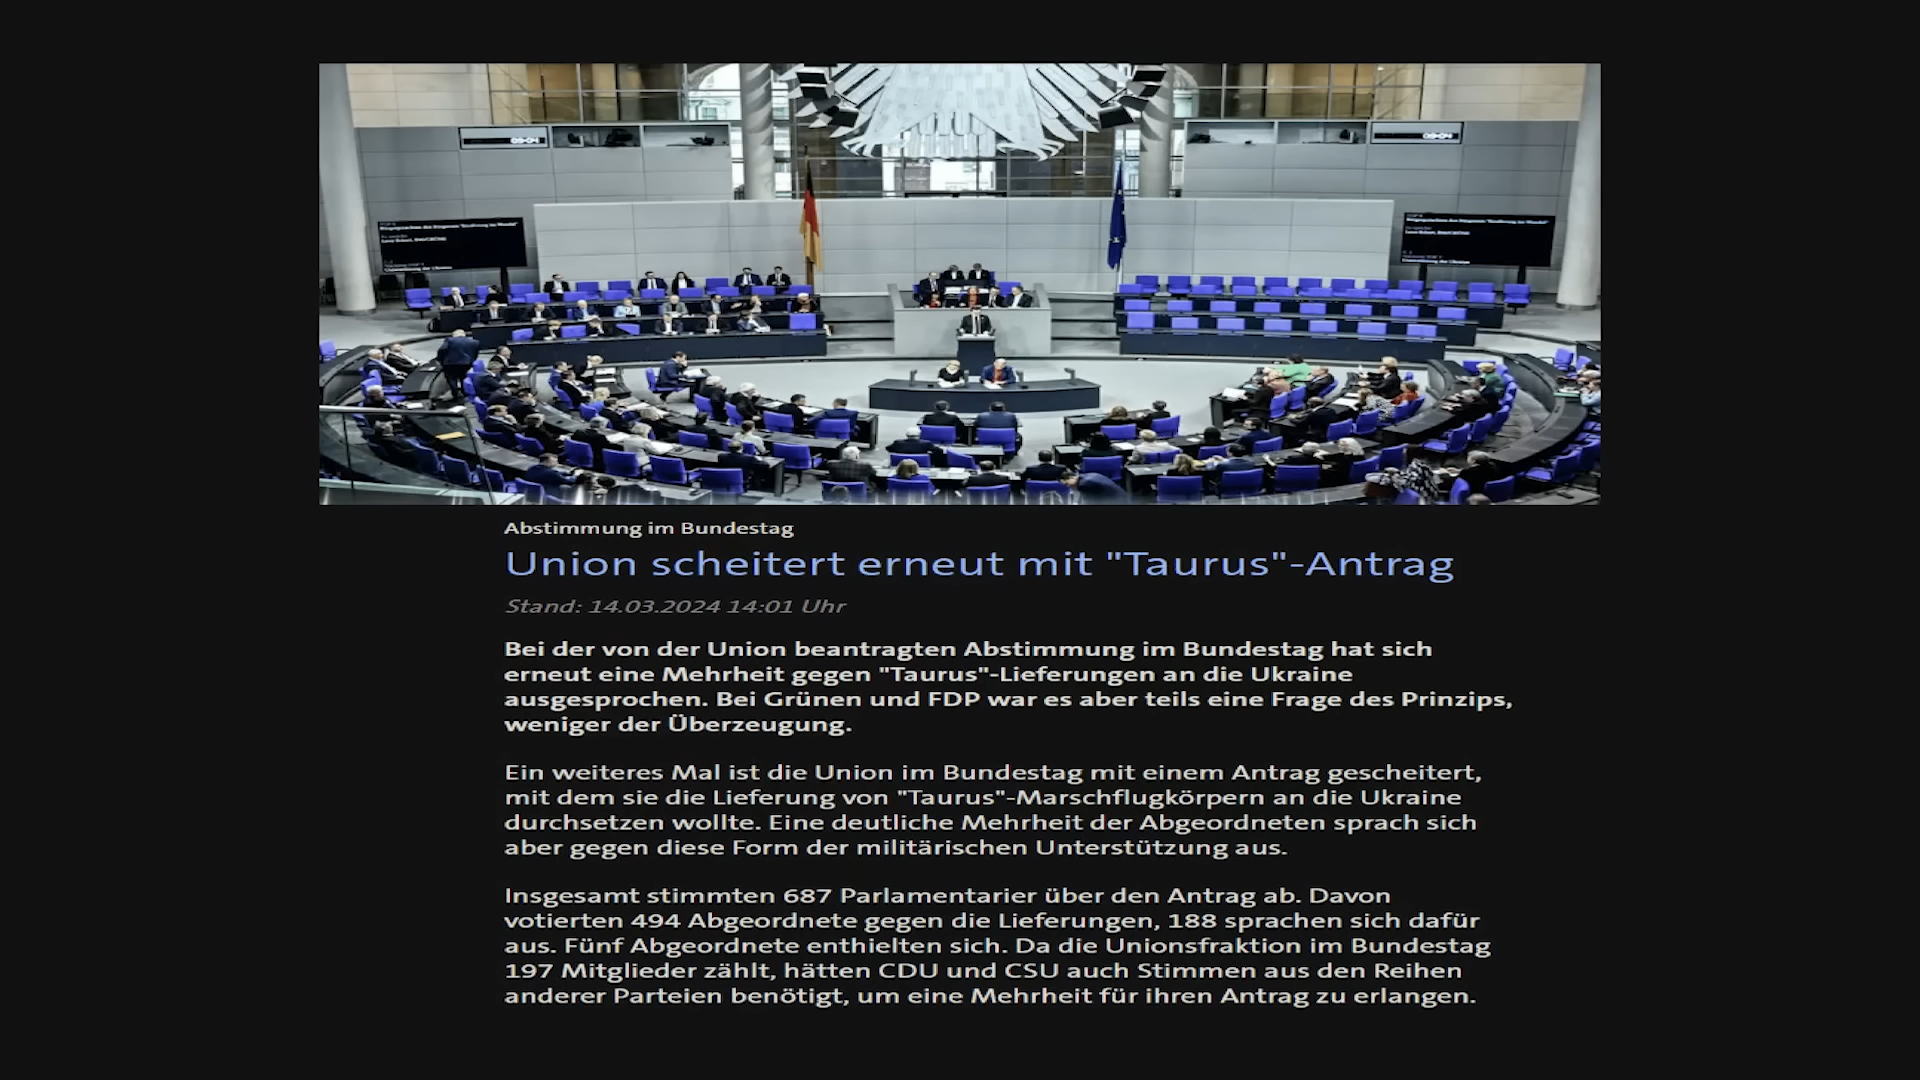 09:04
09:04
Abstimmung im Bundestag
Union scheitert erneut mit "Taurus"-Antrag
Stand: 14.03.2024 14:01 Uhr
Bei der von der Union beantragten Abstimmung im Bundestag hat sich
erneut eine Mehrheit gegen "Taurus"-Lieferungen an die Ukraine
ausgesprochen. Bei Grünen und FDP war es aber teils eine Frage des Prinzips,
weniger der Überzeugung.
Ein weiteres Mal ist die Union im Bundestag mit einem Antrag gescheitert,
mit dem sie die Lieferung von "Taurus"-Marschflugkörpern an die Ukraine
durchsetzen wollte. Eine deutliche Mehrheit der Abgeordneten sprach sich
aber gegen diese Form der militärischen Unterstützung aus.
Insgesamt stimmten 687 Parlamentarier über den Antrag ab. Davon
votierten 494 Abgeordnete gegen die Lieferungen, 188 sprachen sich dafür
aus. Fünf Abgeordnete enthielten sich. Da die Unionsfraktion im Bundestag
197 Mitglieder zählt, hätten CDU und CSU auch Stimmen aus den Reihen
anderer Parteien benötigt, um eine Mehrheit für ihren Antrag zu erlangen.